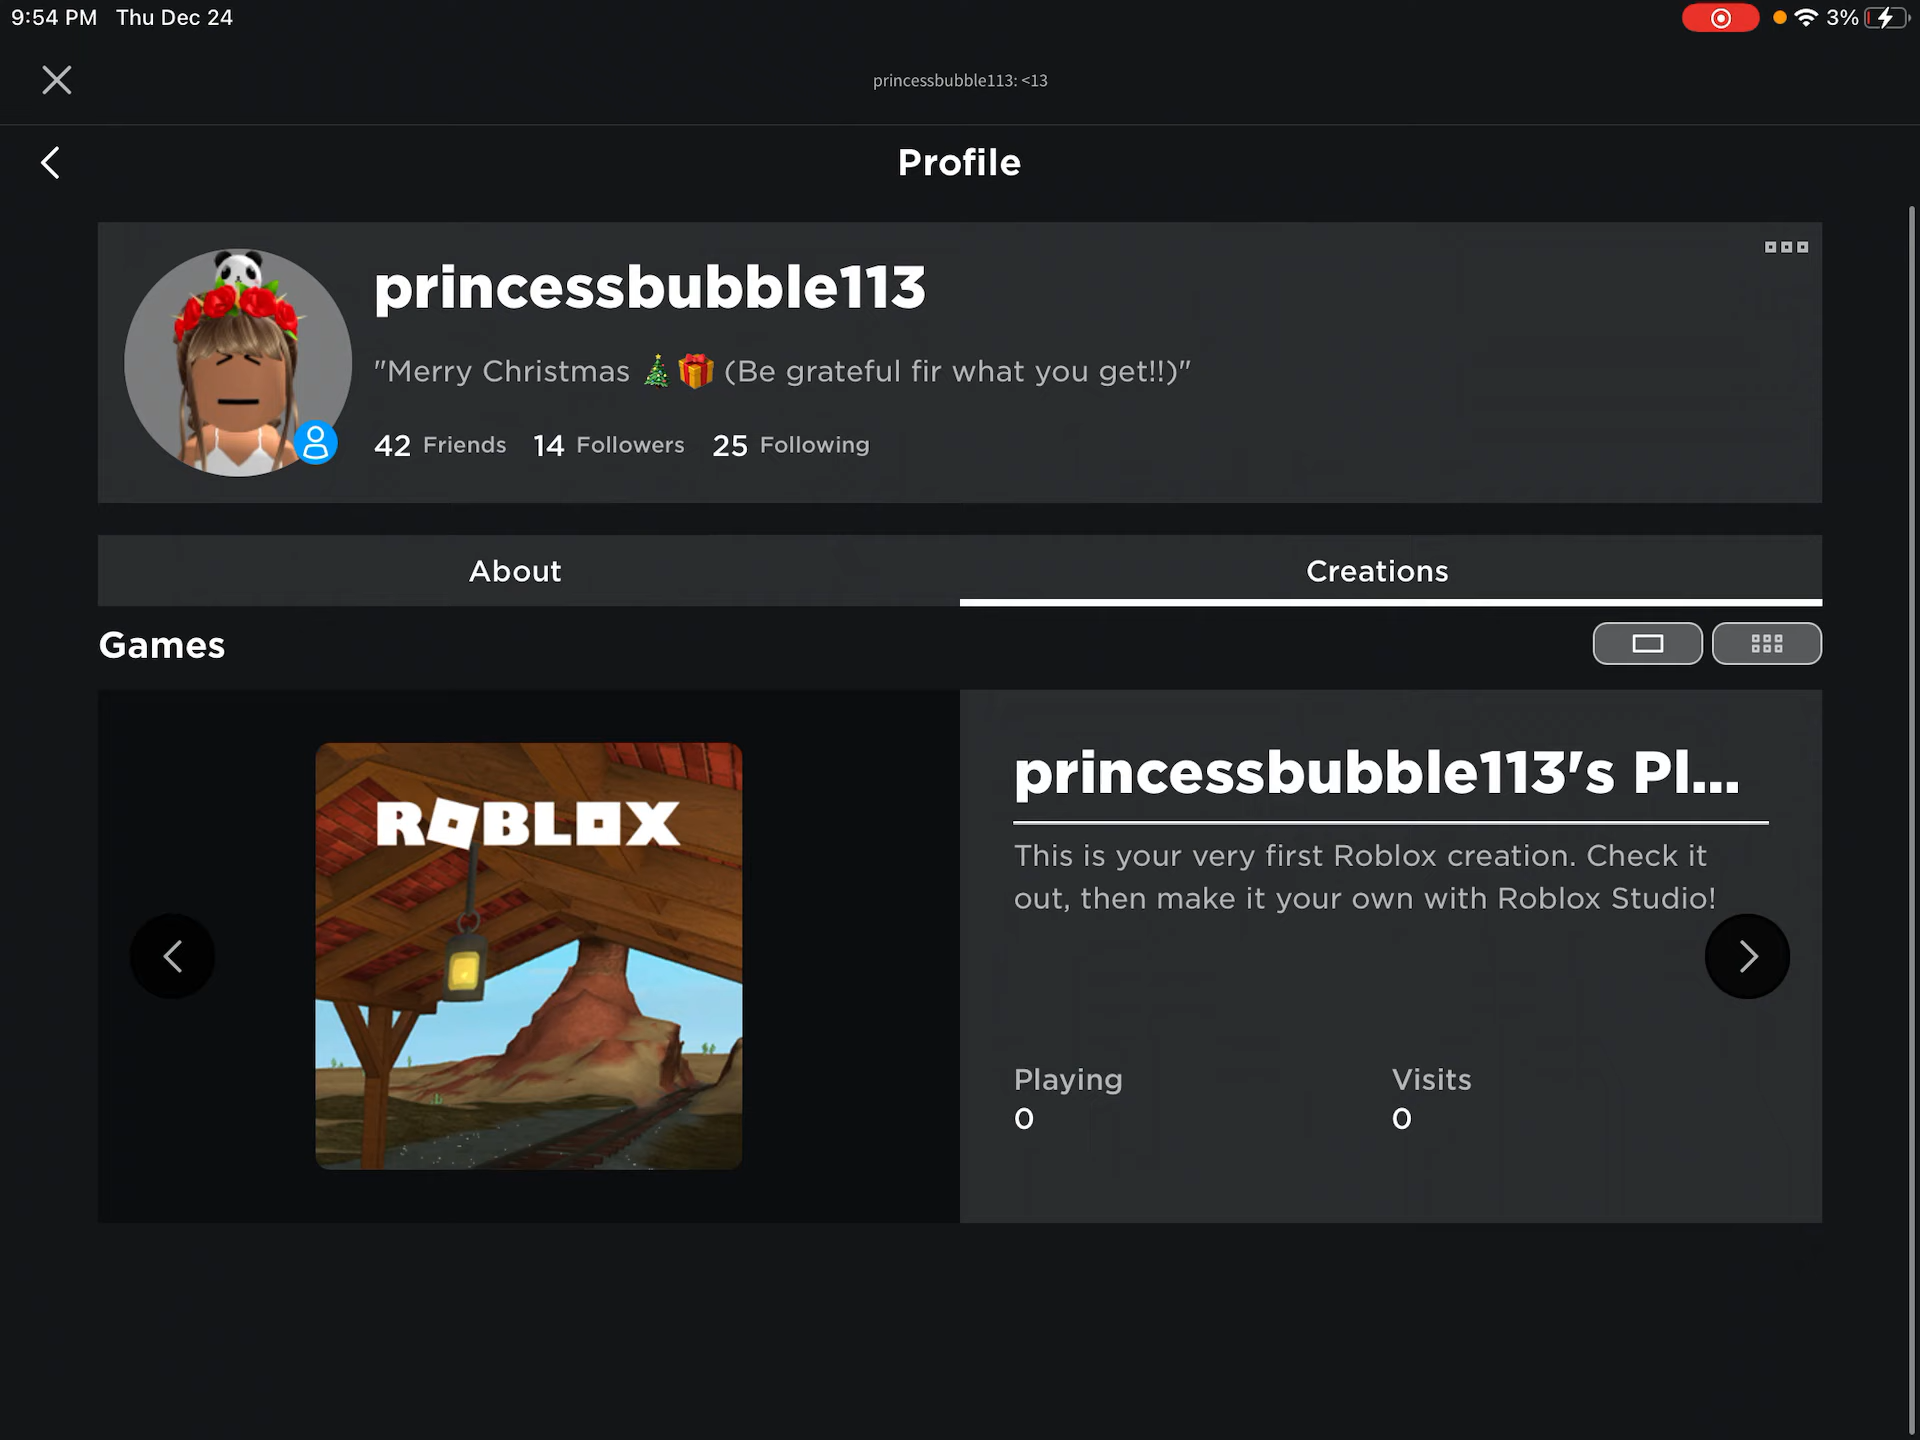 9:54 PM Thu Dec 24
3%
princessbubble113: <13
Profile
princessbubble113
"Merry Christmas 🎄🎁 (Be grateful fir what you get!!)"
42 Friends 14 Followers 25 Following
About
Creations
Games
ROBLOX
princessbubble113's Pl...
This is your very first Roblox creation. Check it
out, then make it your own with Roblox Studio!
Playing Visits
0 0